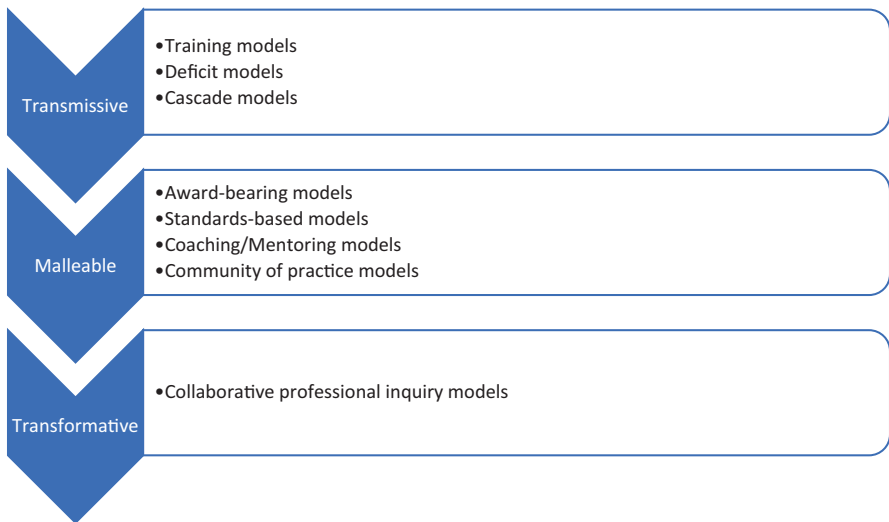 Transmissive
•Training models
•Deficit models
•Cascade models
Malleable
•Award-bearing models
•Standards-based models
•Coaching/Mentoring models
•Community of practice models
Transformative
•Collaborative professional inquiry models